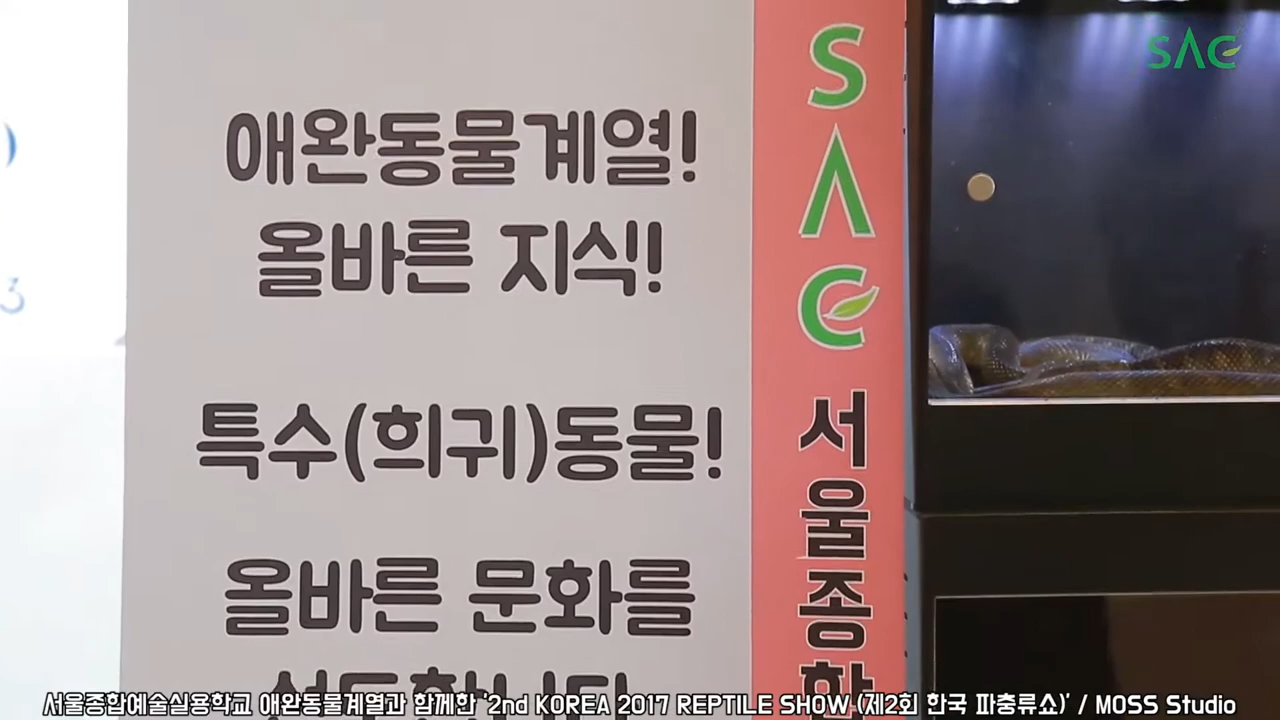 애완동물계열!
올바른 지식!
특수(희귀)동물!
올바른 문화를
SAC
서울종합
SAC
서울종합예술실용학교 애완동물계열과 함께한 '2nd KOREA 2017 REPTILE SHOW (제2회 한국 파충류쇼)' / MOSS Studio